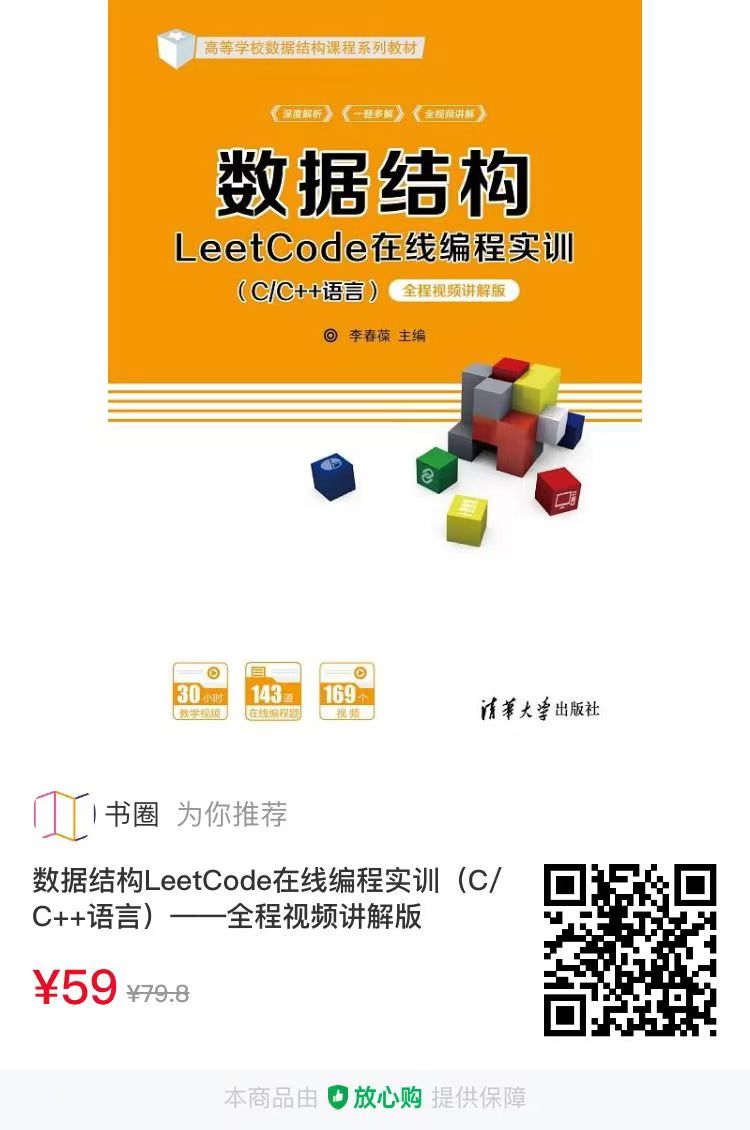 高等学校数据结构课程系列教材
《深度解析》《一题多解》《全视频讲解》
数据结构
LeetCode在线编程实训
（C/C++语言）全程视频讲解版
◎ 李春葆 主编
30小时 143道 169个
教学视频 在线编程题 视频
清华大学出版社
书圈 为你推荐
数据结构LeetCode在线编程实训（C/
C++语言）——全程视频讲解版
¥59 ¥79.8
本商品由 放心购 提供保障